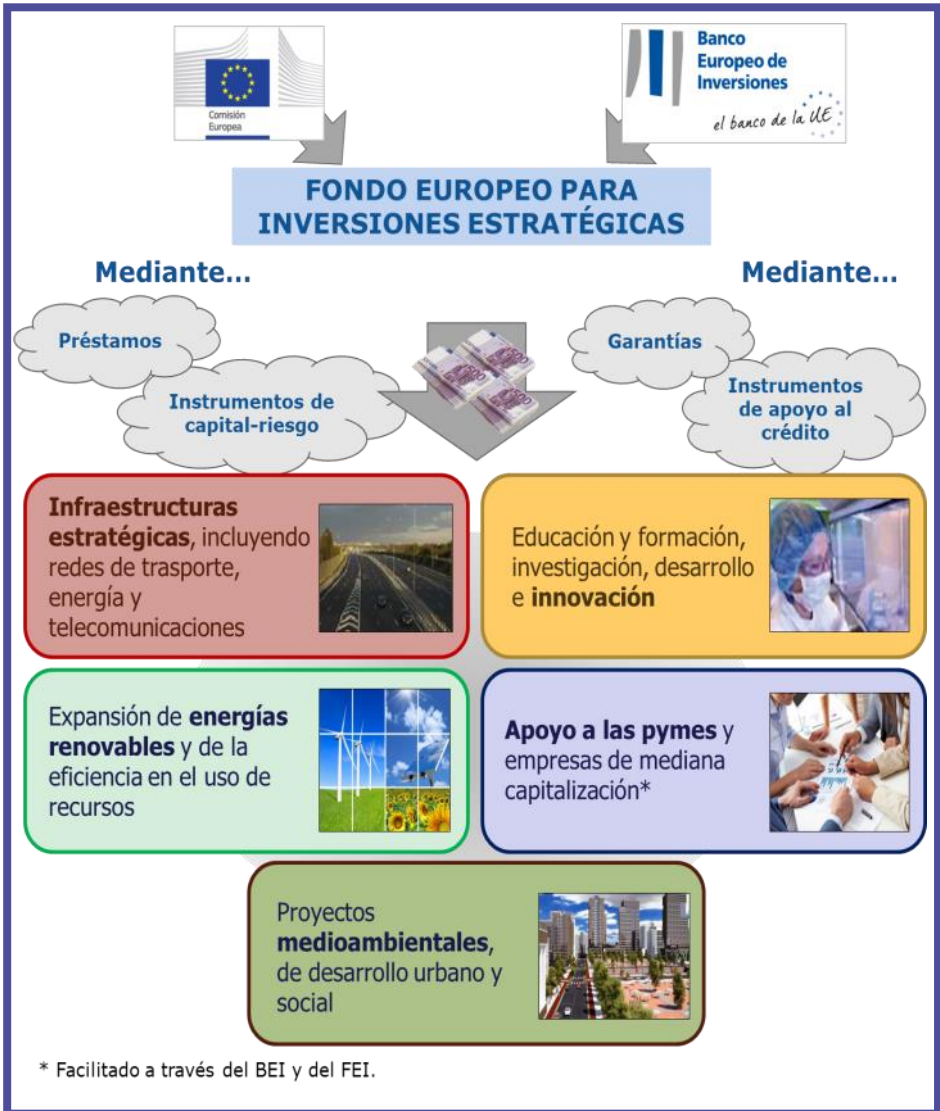 Comisión
Europea
Banco
Europeo de
Inversiones
el banco de la UE
FONDO EUROPEO PARA
INVERSIONES ESTRATÉGICAS
Mediante...
Mediante...
Préstamos
Instrumentos de
capital-riesgo
Garantías
Instrumentos
de apoyo al
crédito
Infraestructuras
estratégicas, incluyendo
redes de trasporte,
energía y
telecomunicaciones
Educación y formación,
investigación, desarrollo
e innovación
Expansión de energías
renovables y de la
eficiencia en el uso de
recursos
Apoyo a las pymes y
empresas de mediana
capitalización*
Proyectos
medioambientales,
de desarrollo urbano y
social
* Facilitado a través del BEI y del FEI.